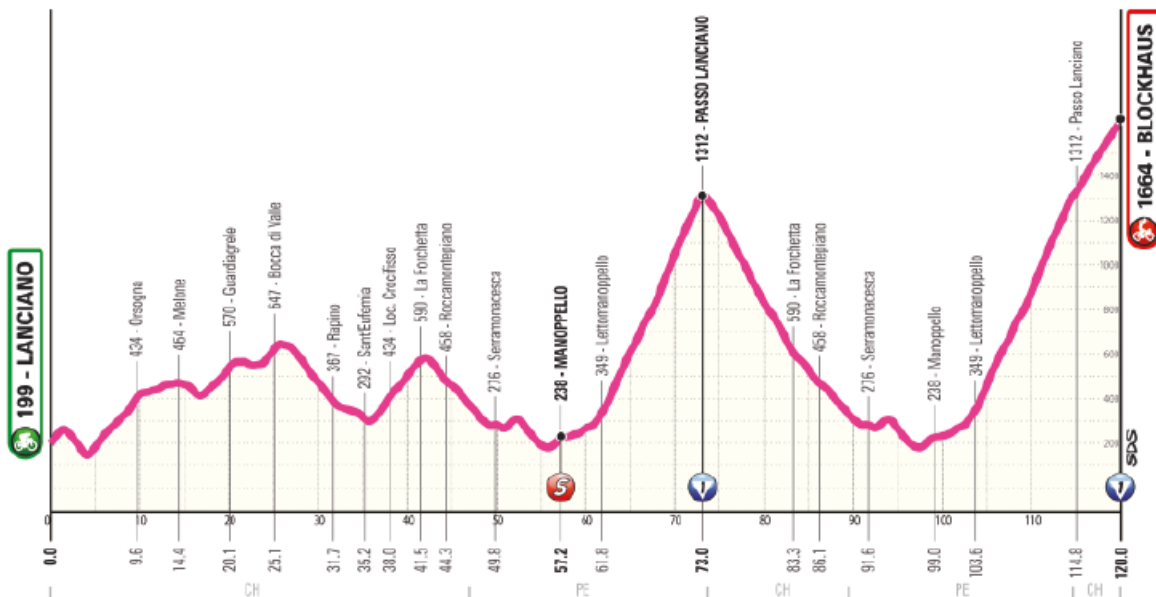 199 - LANCIANO
434 - Orsogna
464 - Melone
570 - Guardiagrele
647 - Bocca di Valle
367 - Rapino
292 - Sant'Eufemia
434 - Loc. Crocifisso
590 - La Forchetta
458 - Roccamontepiano
276 - Serramonacesca
238 - MANOPPELLO
349 - Lettomanoppello
1312 - PASSO LANCIANO
590 - La Forchetta
458 - Roccamontepiano
276 - Serramonacesca
238 - Manoppello
349 - Lettomanoppello
1312 - Passo Lanciano
1664 - BLOCKHAUS
1400
1200
1000
800
600
400
200
SDS
S
1
1
0 10 20 30 40 50 60 70 80 90 100 110
0.0 9.6 14.4 20.1 25.1 31.7 35.2 38.0 41.5 44.3 49.8 57.2 61.8 73.0 83.3 86.1 91.6 99.0 103.6 114.8 120.0
CH PE CH PE CH